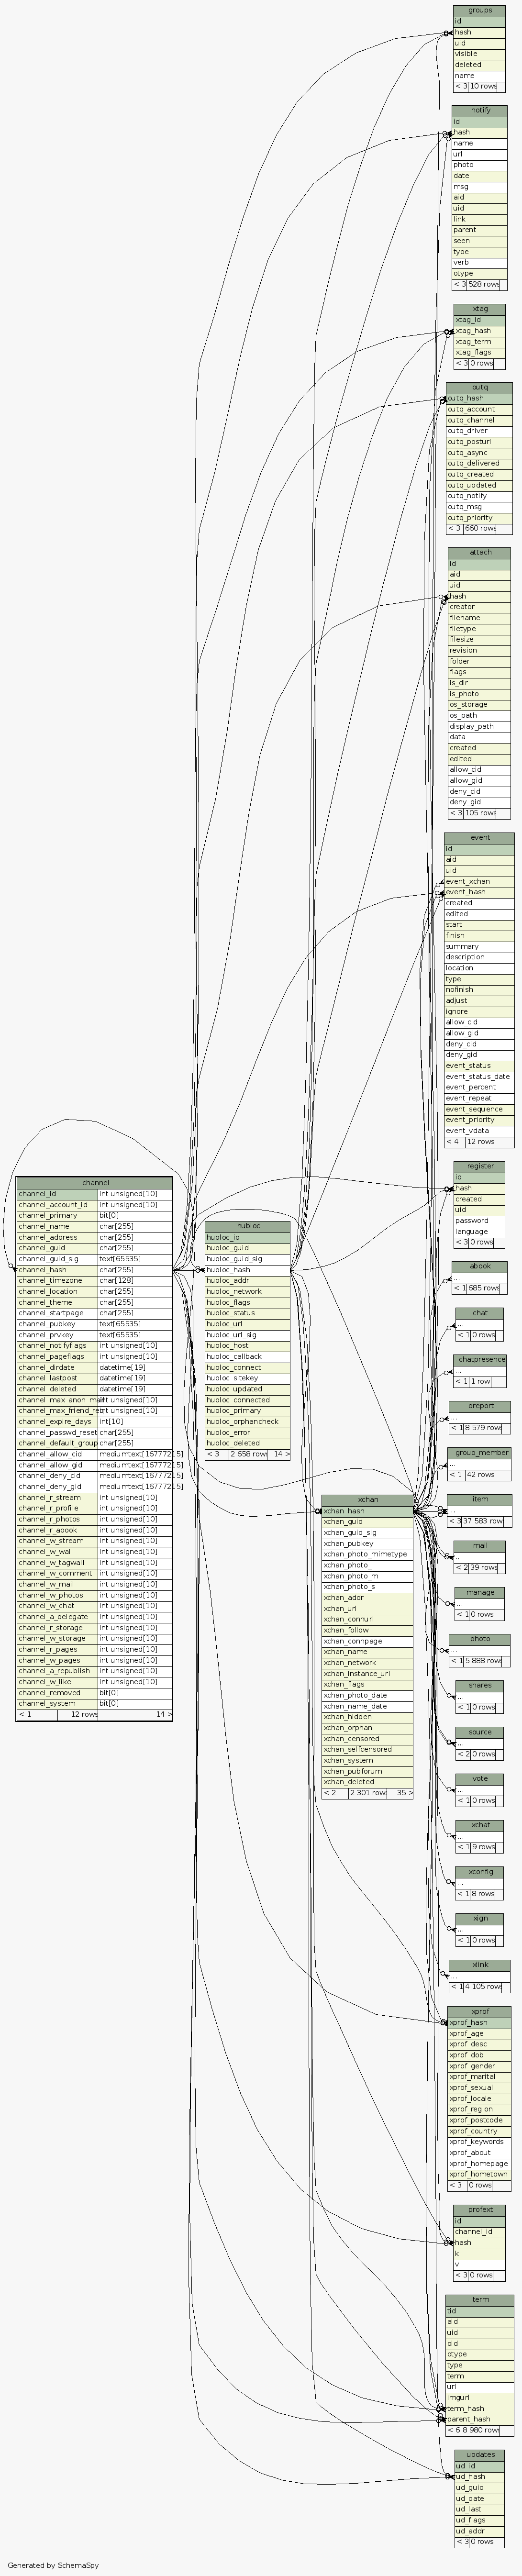 groups
id
hash
uid
visible
deleted
name
< 3 10 rows
notify
id
hash
name
url
photo
date
msg
aid
uid
link
parent
seen
type
verb
otype
< 3 528 rows
xtag
xtag_id
xtag_hash
xtag_term
xtag_flags
< 3 0 rows
outq
outq_hash
outq_account
outq_channel
outq_driver
outq_posturl
outq_async
outq_delivered
outq_created
outq_updated
outq_notify
outq_msg
outq_priority
< 3 660 rows
attach
id
aid
uid
hash
creator
filename
filetype
filesize
revision
folder
flags
is_dir
is_photo
os_storage
os_path
display_path
data
created
edited
allow_cid
allow_gid
deny_cid
deny_gid
< 3 105 rows
event
id
aid
uid
event_xchan
event_hash
created
edited
start
finish
summary
description
location
type
nofinish
adjust
ignore
allow_cid
allow_gid
deny_cid
deny_gid
event_status
event_status_date
event_percent
event_repeat
event_sequence
event_priority
event_vdata
< 4 12 rows
register
id
hash
created
uid
password
language
< 3 0 rows
channel
channel_id int unsigned[10]
channel_account_id int unsigned[10]
channel_primary bit[0]
channel_name char[255]
channel_address char[255]
channel_guid char[255]
channel_guid_sig text[65535]
channel_hash char[255]
channel_timezone char[128]
channel_location char[255]
channel_theme char[255]
channel_startpage char[255]
channel_pubkey text[65535]
channel_prvkey text[65535]
channel_notifyflags int unsigned[10]
channel_pageflags int unsigned[10]
channel_dirdate datetime[19]
channel_lastpost datetime[19]
channel_deleted datetime[19]
channel_max_anon_mail int unsigned[10]
channel_max_friend_req int unsigned[10]
channel_expire_days int[10]
channel_passwd_reset char[255]
channel_default_group char[255]
channel_allow_cid mediumtext[16777215]
channel_allow_gid mediumtext[16777215]
channel_deny_cid mediumtext[16777215]
channel_deny_gid mediumtext[16777215]
channel_r_stream int unsigned[10]
channel_r_profile int unsigned[10]
channel_r_photos int unsigned[10]
channel_r_abook int unsigned[10]
channel_w_stream int unsigned[10]
channel_w_wall int unsigned[10]
channel_w_tagwall int unsigned[10]
channel_w_comment int unsigned[10]
channel_w_mail int unsigned[10]
channel_w_photos int unsigned[10]
channel_w_chat int unsigned[10]
channel_a_delegate int unsigned[10]
channel_r_storage int unsigned[10]
channel_w_storage int unsigned[10]
channel_r_pages int unsigned[10]
channel_w_pages int unsigned[10]
channel_a_republish int unsigned[10]
channel_w_like int unsigned[10]
channel_removed bit[0]
channel_system bit[0]
< 1 12 rows 14 >
hubloc
hubloc_id
hubloc_guid
hubloc_guid_sig
hubloc_hash
hubloc_addr
hubloc_network
hubloc_flags
hubloc_status
hubloc_url
hubloc_url_sig
hubloc_host
hubloc_callback
hubloc_connect
hubloc_sitekey
hubloc_updated
hubloc_connected
hubloc_primary
hubloc_orphancheck
hubloc_error
hubloc_deleted
< 3 2 658 rows 14 >
xchan
xchan_hash
xchan_guid
xchan_guid_sig
xchan_pubkey
xchan_photo_mimetype
xchan_photo_l
xchan_photo_m
xchan_photo_s
xchan_addr
xchan_url
xchan_connurl
xchan_follow
xchan_connpage
xchan_name
xchan_network
xchan_instance_url
xchan_flags
xchan_photo_date
xchan_name_date
xchan_hidden
xchan_orphan
xchan_censored
xchan_selfcensored
xchan_system
xchan_pubforum
xchan_deleted
< 2 2 301 rows 35 >
abook
...
< 1 685 rows
chat
...
< 1 0 rows
chatpresence
...
< 1 1 row
dreport
...
< 1 8 579 rows
group_member
...
< 1 42 rows
item
...
< 3 37 583 rows
mail
...
< 2 39 rows
manage
...
< 1 0 rows
photo
...
< 1 5 888 rows
shares
...
< 1 0 rows
source
...
< 2 0 rows
vote
...
< 1 0 rows
xchat
...
< 1 9 rows
xconfig
...
< 1 8 rows
xign
...
< 1 0 rows
xlink
...
< 1 4 105 rows
xprof
xprof_hash
xprof_age
xprof_desc
xprof_dob
xprof_gender
xprof_marital
xprof_sexual
xprof_locale
xprof_region
xprof_postcode
xprof_country
xprof_keywords
xprof_about
xprof_homepage
xprof_hometown
< 3 0 rows
profext
id
channel_id
hash
k
v
< 3 0 rows
term
tid
aid
uid
oid
otype
type
term
url
imgurl
term_hash
parent_hash
< 6 8 980 rows
updates
ud_id
ud_hash
ud_guid
ud_date
ud_last
ud_flags
ud_addr
< 3 0 rows
Generated by SchemaSpy